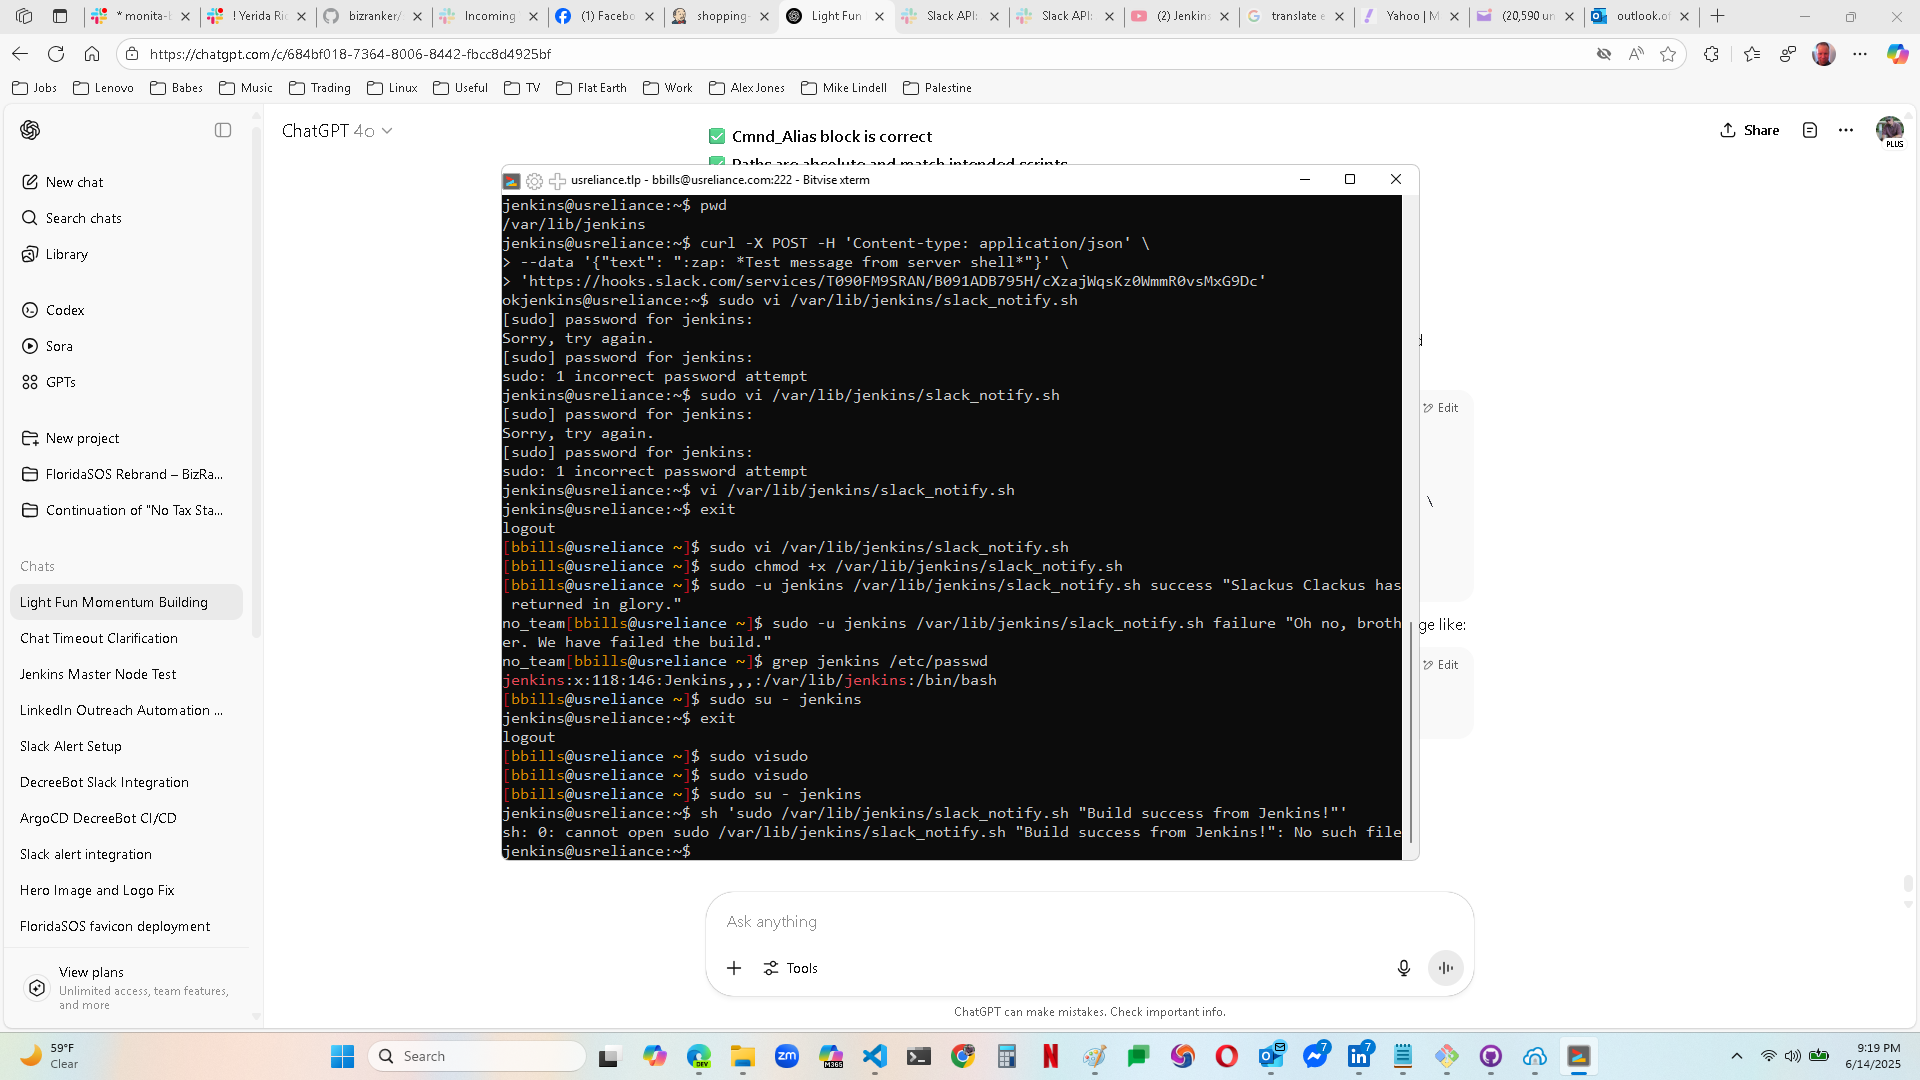 * monita-b
! Yerida Ri
bizranker/
Incoming
(1) Facebo
shopping-
Light Fun
Slack API:
Slack API:
(2) Jenkin
translate e
Yahoo | M
(20,590 un
outlook.of
https://chatgpt.com/c/684bf018-7364-8006-8442-fbcc8d4925bf
Jobs
Lenovo
Babes
Music
Trading
Linux
Useful
TV
Flat Earth
Work
Alex Jones
Mike Lindell
Palestine
ChatGPT 4o
Share
PLUS
New chat
Search chats
Library
Codex
Sora
GPTs
New project
FloridaSOS Rebrand – BizRa...
Continuation of "No Tax Sta...
Chats
Light Fun Momentum Building
Chat Timeout Clarification
Jenkins Master Node Test
LinkedIn Outreach Automation ...
Slack Alert Setup
DecreeBot Slack Integration
ArgoCD DecreeBot CI/CD
Slack alert integration
Hero Image and Logo Fix
FloridaSOS favicon deployment
View plans
Unlimited access, team features,
and more
Cmnd_Alias block is correct
Paths are absolute and match intended scripts
usreliance.tlp - bbills@usreliance.com:222 - Bitvise xterm
jenkins@usreliance:~$ pwd
/var/lib/jenkins
jenkins@usreliance:~$ curl -X POST -H 'Content-type: application/json' \
> --data '{"text": ":zap: *Test message from server shell*"}' \
> 'https://hooks.slack.com/services/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'
okjenkins@usreliance:~$ sudo vi /var/lib/jenkins/slack_notify.sh
[sudo] password for jenkins:
Sorry, try again.
[sudo] password for jenkins:
sudo: 1 incorrect password attempt
jenkins@usreliance:~$ sudo vi /var/lib/jenkins/slack_notify.sh
[sudo] password for jenkins:
Sorry, try again.
[sudo] password for jenkins:
sudo: 1 incorrect password attempt
jenkins@usreliance:~$ vi /var/lib/jenkins/slack_notify.sh
jenkins@usreliance:~$ exit
logout
[bbills@usreliance ~]$ sudo vi /var/lib/jenkins/slack_notify.sh
[bbills@usreliance ~]$ sudo chmod +x /var/lib/jenkins/slack_notify.sh
[bbills@usreliance ~]$ sudo -u jenkins /var/lib/jenkins/slack_notify.sh success "Slackus Clackus has
returned in glory."
no_team[bbills@usreliance ~]$ sudo -u jenkins /var/lib/jenkins/slack_notify.sh failure "Oh no, broth
er. We have failed the build."
no_team[bbills@usreliance ~]$ grep jenkins /etc/passwd
jenkins:x:118:146:Jenkins,,,:/var/lib/jenkins:/bin/bash
[bbills@usreliance ~]$ sudo su - jenkins
jenkins@usreliance:~$ exit
logout
[bbills@usreliance ~]$ sudo visudo
[bbills@usreliance ~]$ sudo visudo
[bbills@usreliance ~]$ sudo su - jenkins
jenkins@usreliance:~$ sh 'sudo /var/lib/jenkins/slack_notify.sh "Build success from Jenkins!"'
sh: 0: cannot open sudo /var/lib/jenkins/slack_notify.sh "Build success from Jenkins!": No such file
jenkins@usreliance:~$
Edit
\
ge like:
Edit
Ask anything
Tools
ChatGPT can make mistakes. Check important info.
59°F
Clear
Search
DEV
zm
M365
7
7
9:19 PM
6/14/2025